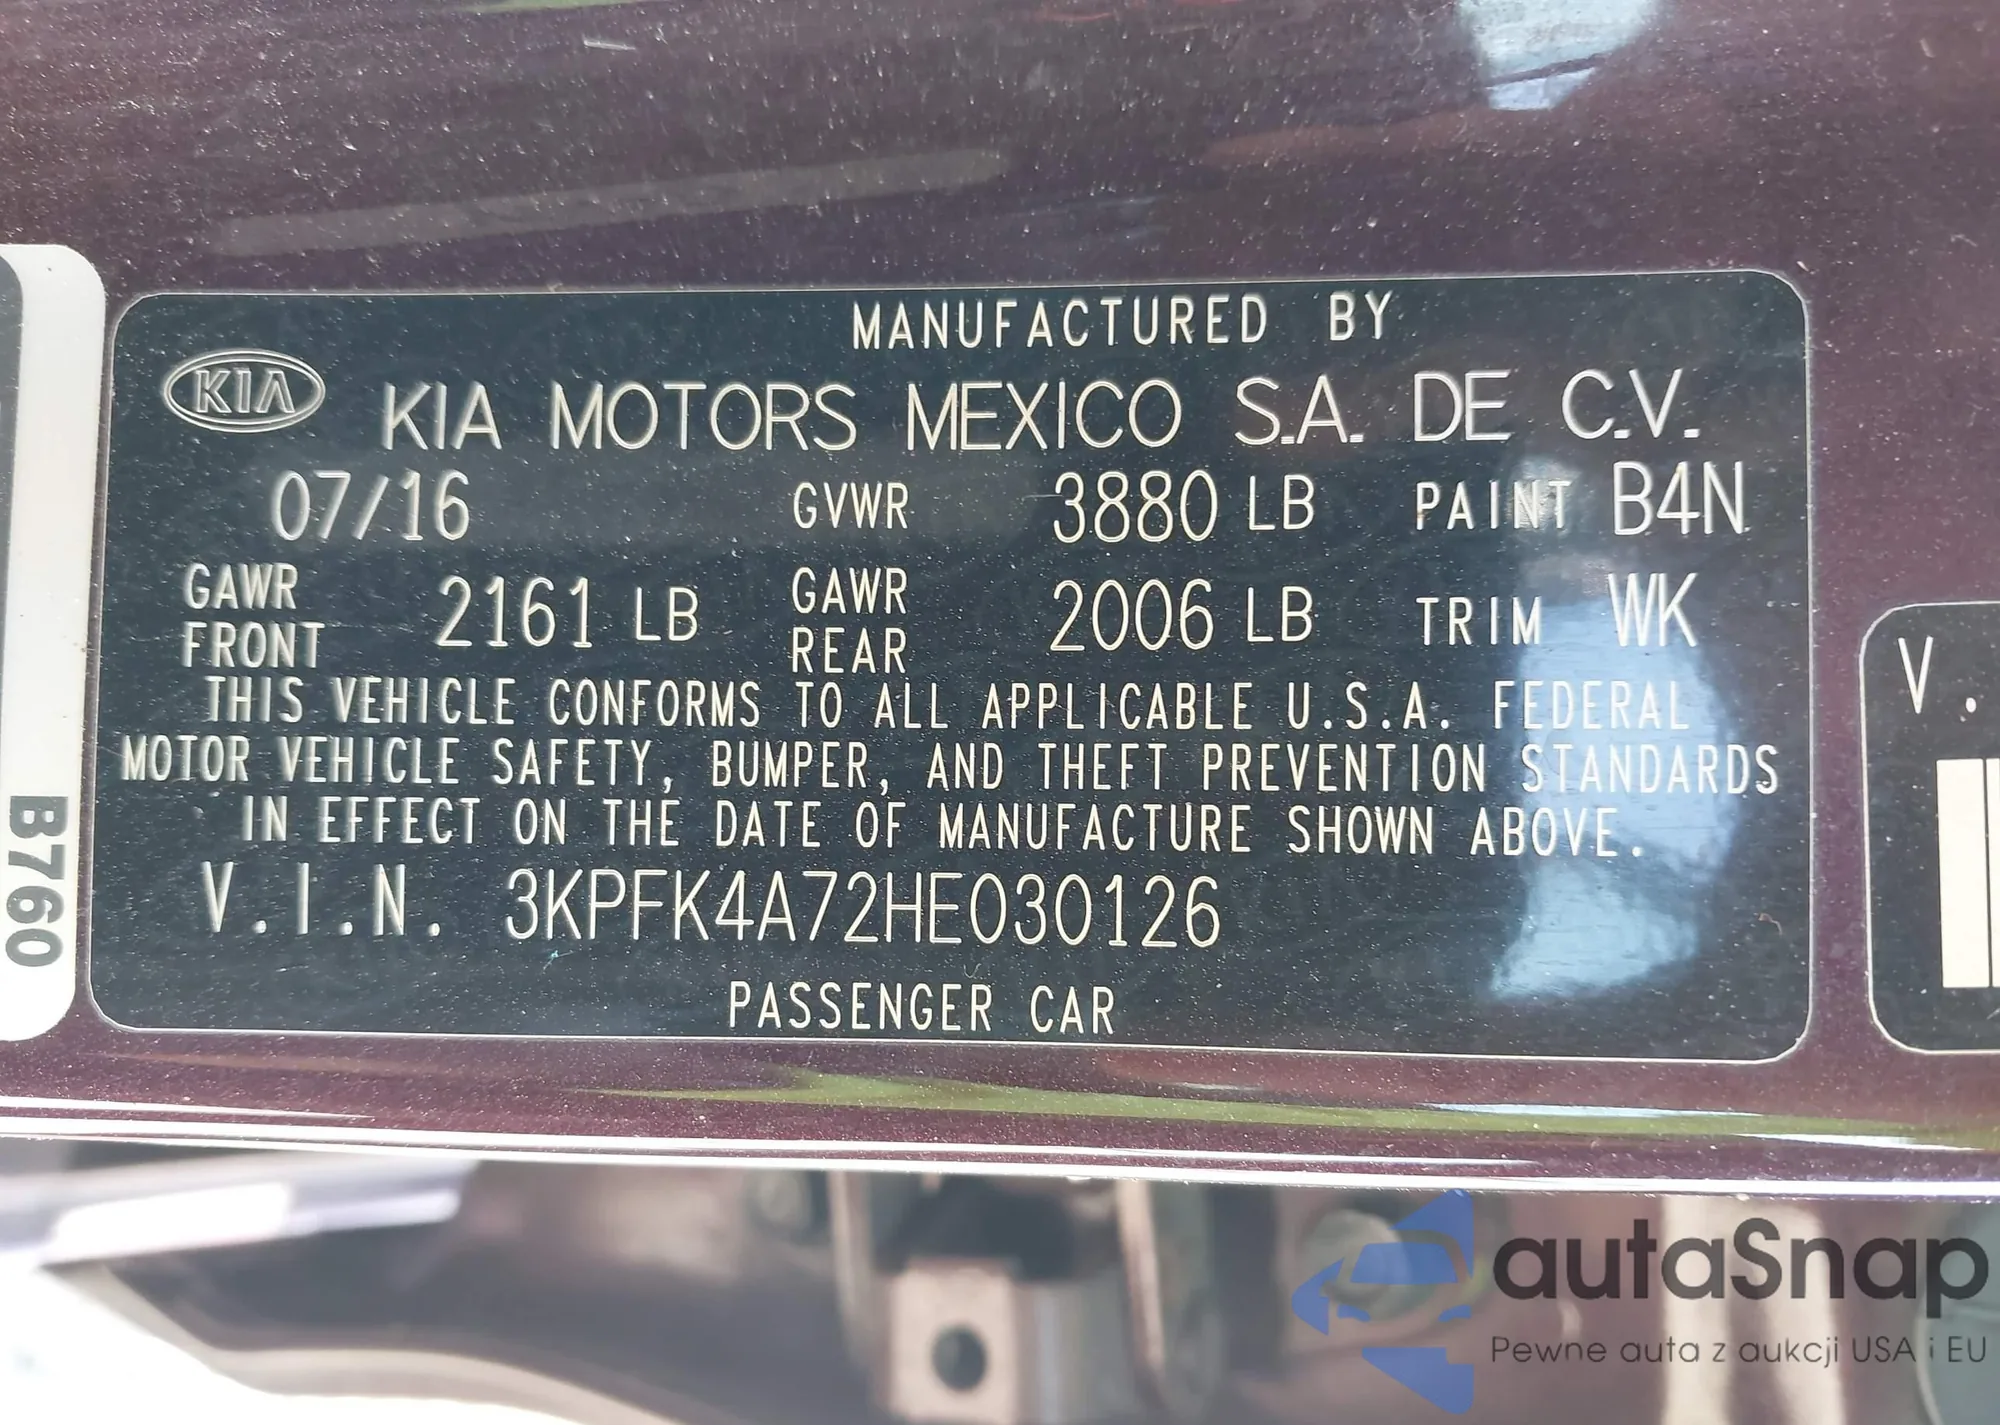 MANUFACTURED BY
KIA KIA MOTORS MEXICO S.A. DE C.V.
07/16 GVWR 3880 LB PAINT B4N
GAWR FRONT 2161 LB GAWR REAR 2006 LB TRIM WK
THIS VEHICLE CONFORMS TO ALL APPLICABLE U.S.A. FEDERAL
MOTOR VEHICLE SAFETY, BUMPER, AND THEFT PREVENTION STANDARDS
IN EFFECT ON THE DATE OF MANUFACTURE SHOWN ABOVE.
V.I.N. 3KPFK4A72HE030126
PASSENGER CAR
B760
V.
autaSnap
Pewne auta z aukcji USA i EU